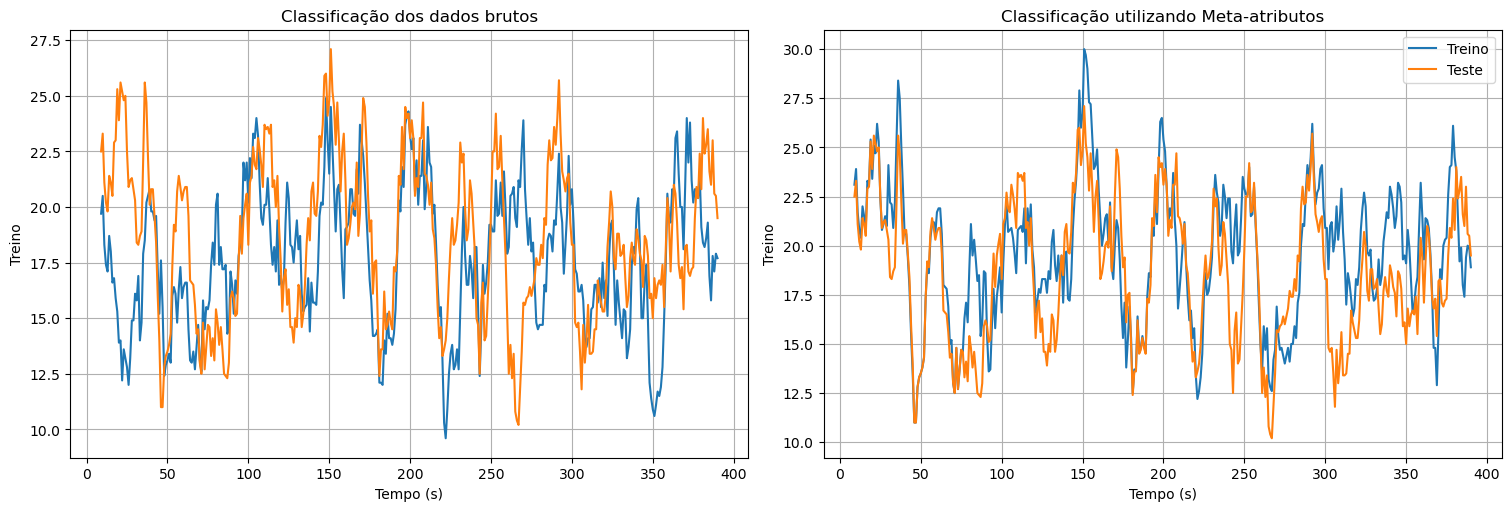 Classificação dos dados brutos
27.5
25.0
22.5
20.0
17.5
15.0
12.5
10.0
Treino
0 50 100 150 200 250 300 350 400
Tempo (s)
Classificação utilizando Meta-atributos
Treino
Teste
30.0
27.5
25.0
22.5
20.0
17.5
15.0
12.5
10.0
Treino
0 50 100 150 200 250 300 350 400
Tempo (s)